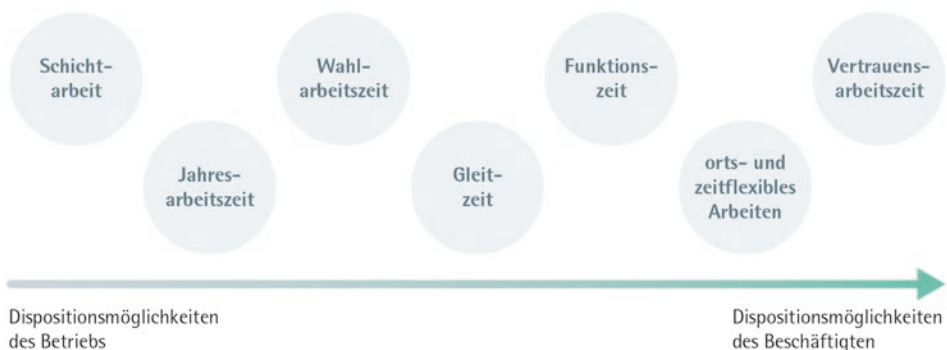 Schicht-
arbeit
Jahres-
arbeitszeit
Wahl-
arbeitszeit
Gleit-
zeit
Funktions-
zeit
orts- und
zeitflexibles
Arbeiten
Vertrauens-
arbeitszeit
Dispositionsmöglichkeiten
des Betriebs
Dispositionsmöglichkeiten
des Beschäftigten